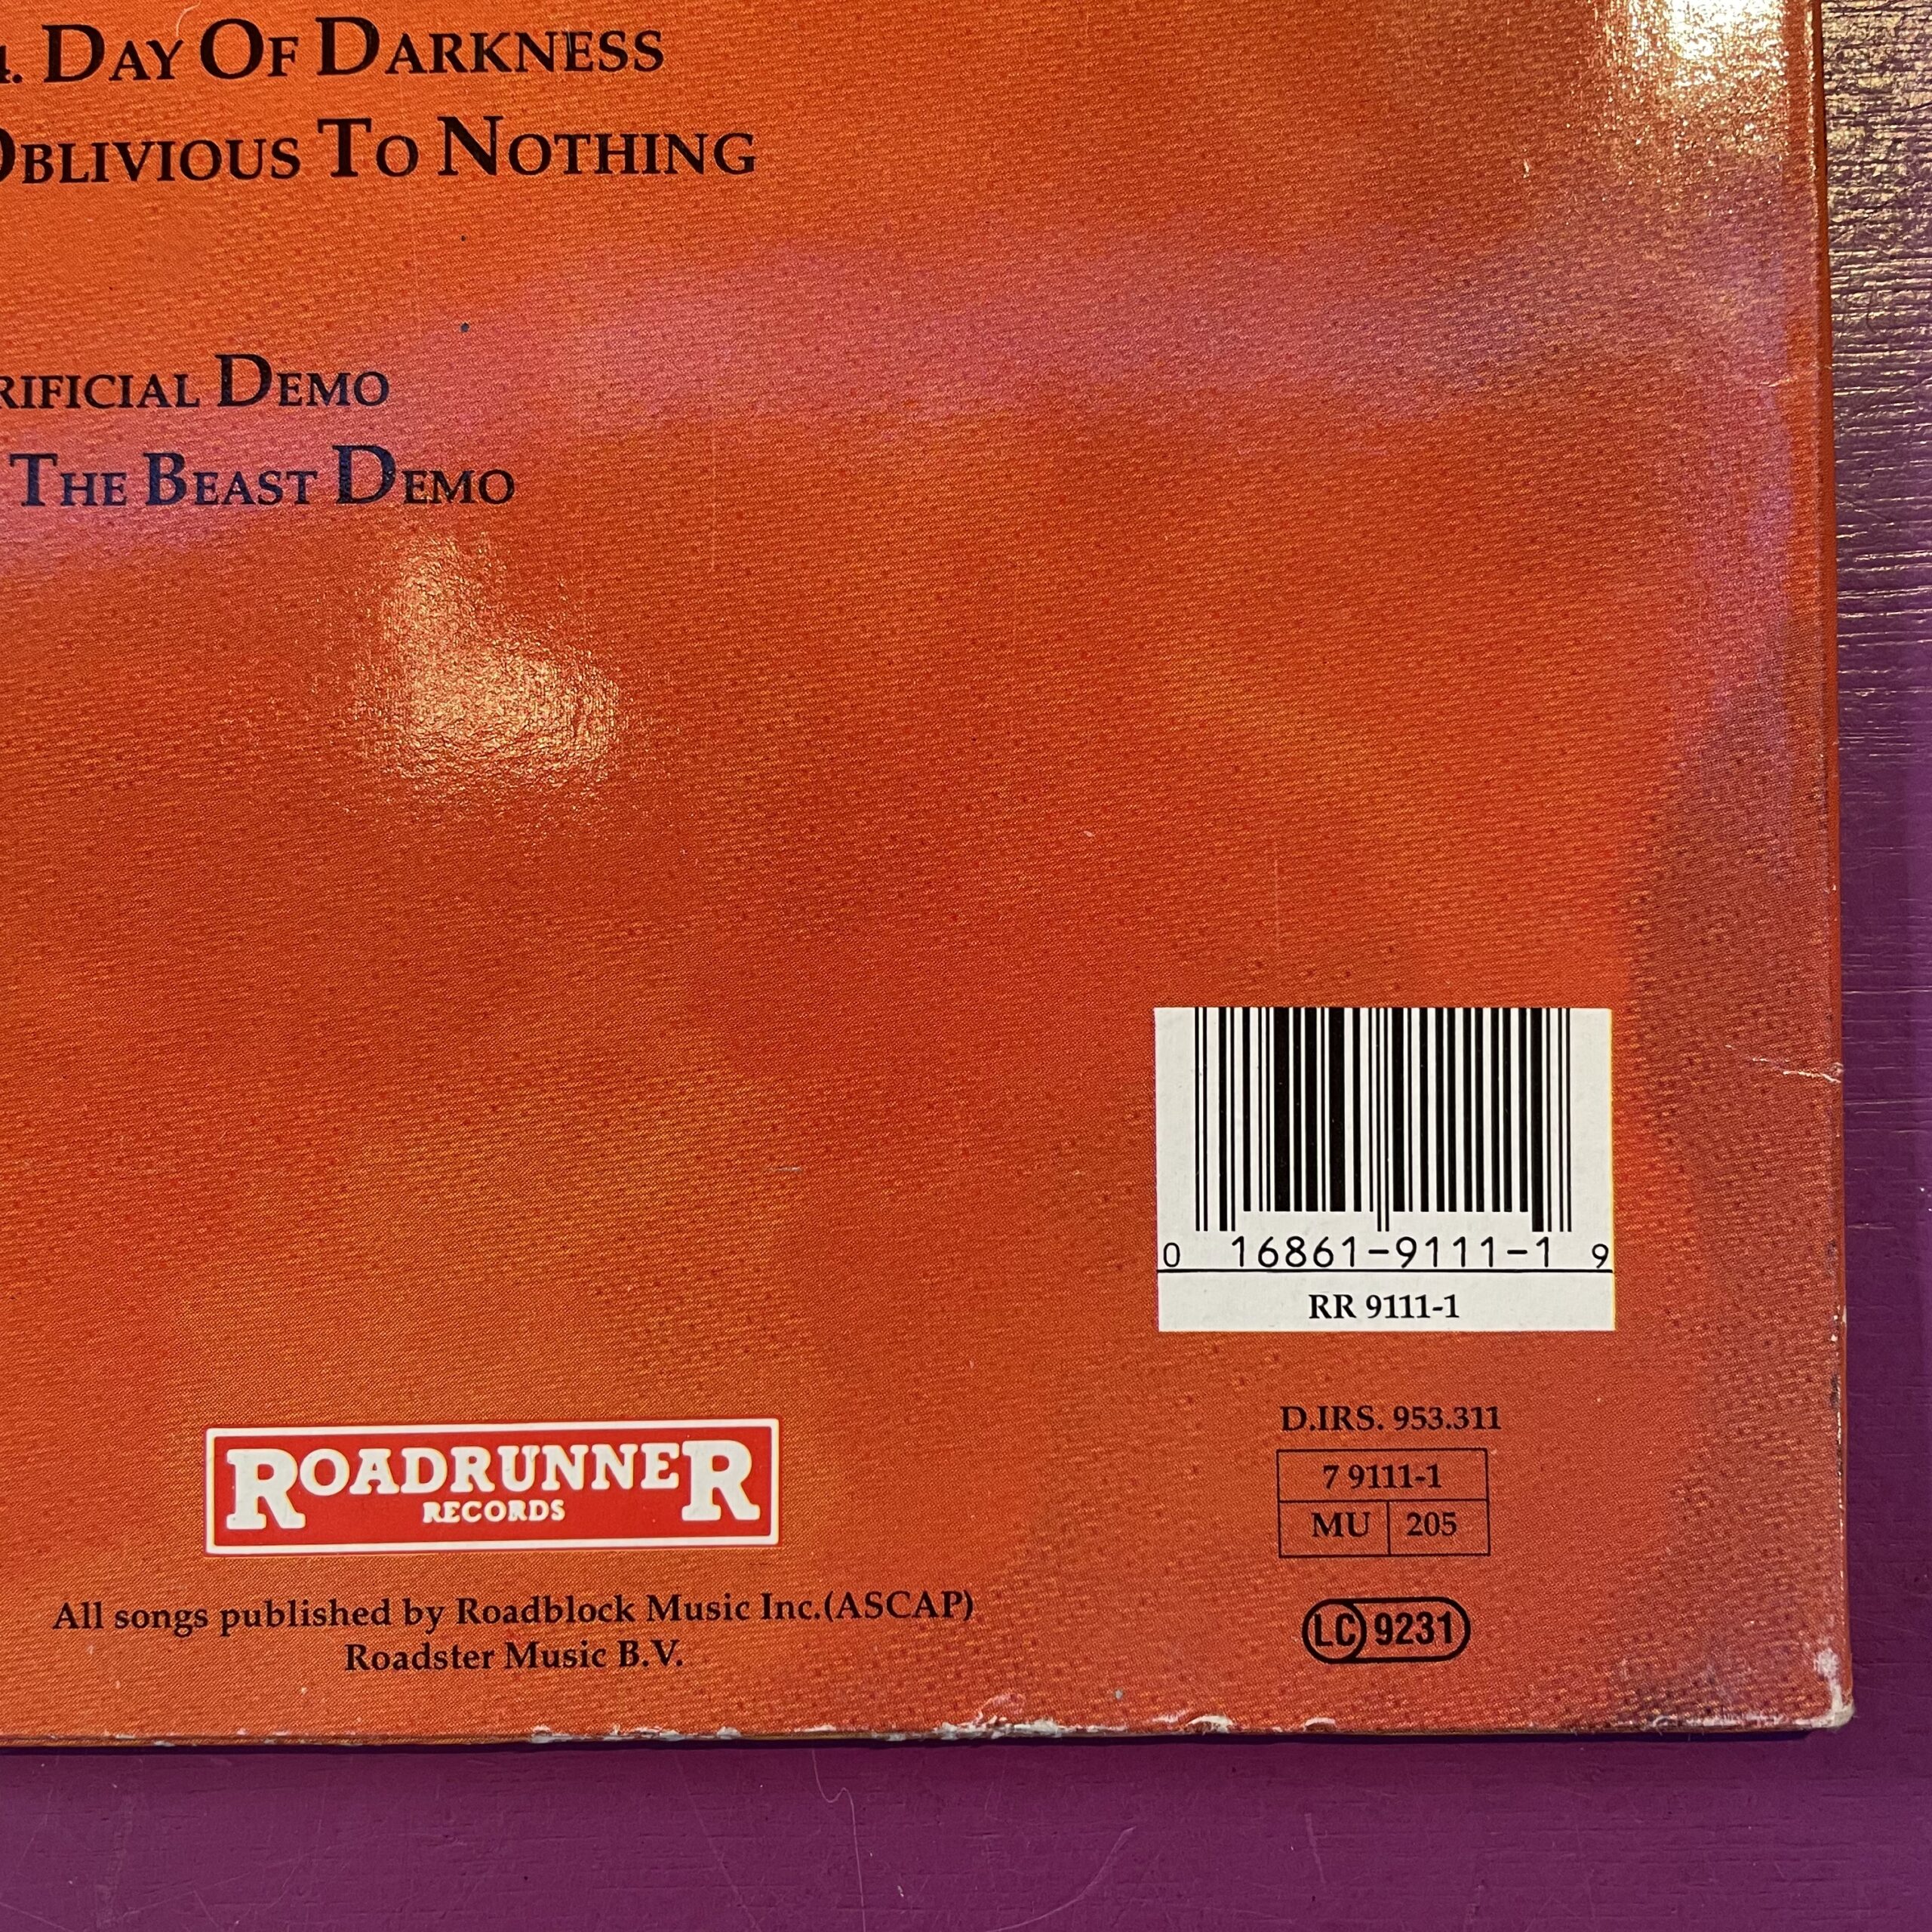 4. DAY OF DARKNESS
OBLIVIOUS TO NOTHING
RIFICIAL DEMO
THE BEAST DEMO
0 16861-9111-1 9
RR 9111-1
ROADRUNNER
RECORDS
D.IRS. 953.311
7 9111-1
MU 205
All songs published by Roadblock Music Inc.(ASCAP)
Roadster Music B.V.
LC 9231